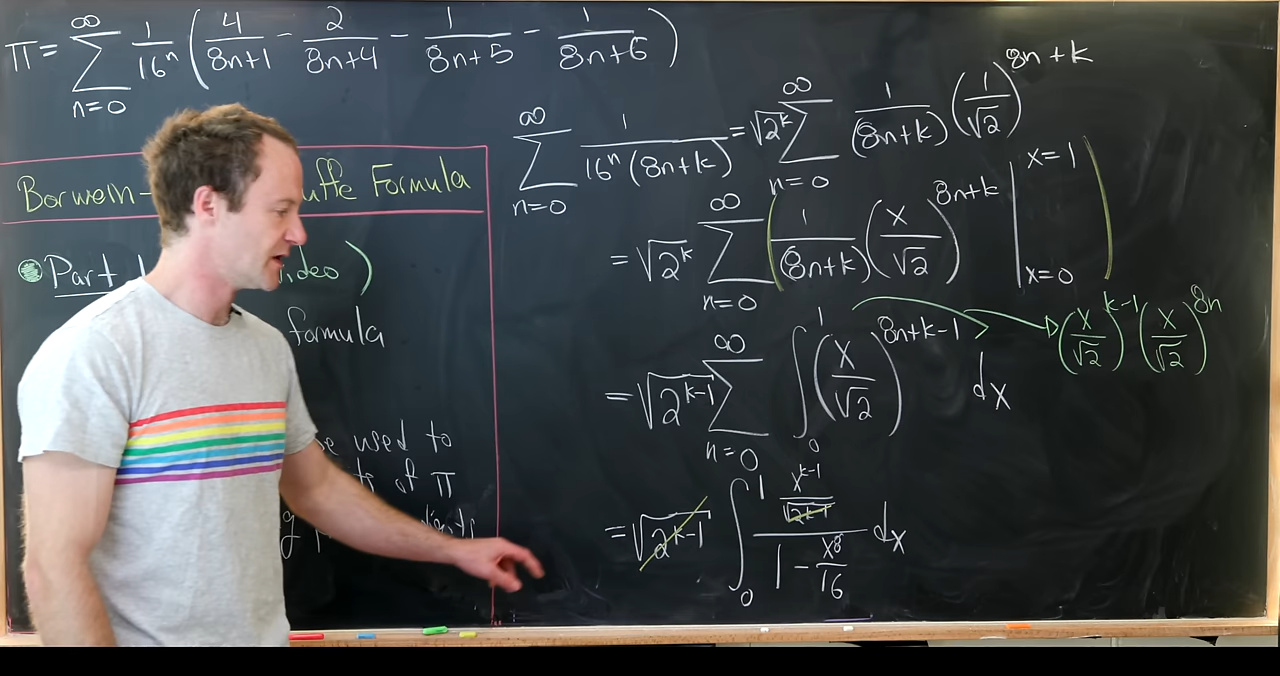 π = ∑_{n=0}^{∞} 1/16ⁿ (4/(8n+1) − 2/(8n+4) − 1/(8n+5) − 1/(8n+6))
Borwein- uffe Formula
Part ideo)
formula
used to
of π
∑_{n=0}^{∞} 1/(16ⁿ(8n+k)) = √2^k ∑_{n=0}^{∞} 1/(8n+k) (1/√2)^{8n+k}
= √2^k ∑_{n=0}^{∞} (1/(8n+k) (x/√2)^{8n+k} |_{x=0}^{x=1})
= √2^{k-1} ∑_{n=0}^{∞} ∫_0^1 (x/√2)^{8n+k-1} dx → (x/√2)^{k-1} (x/√2)^{8n}
= √2^{k-1} ∫_0^1 (x^{k-1}/√2^{k-1})/(1 − x⁸/16) dx